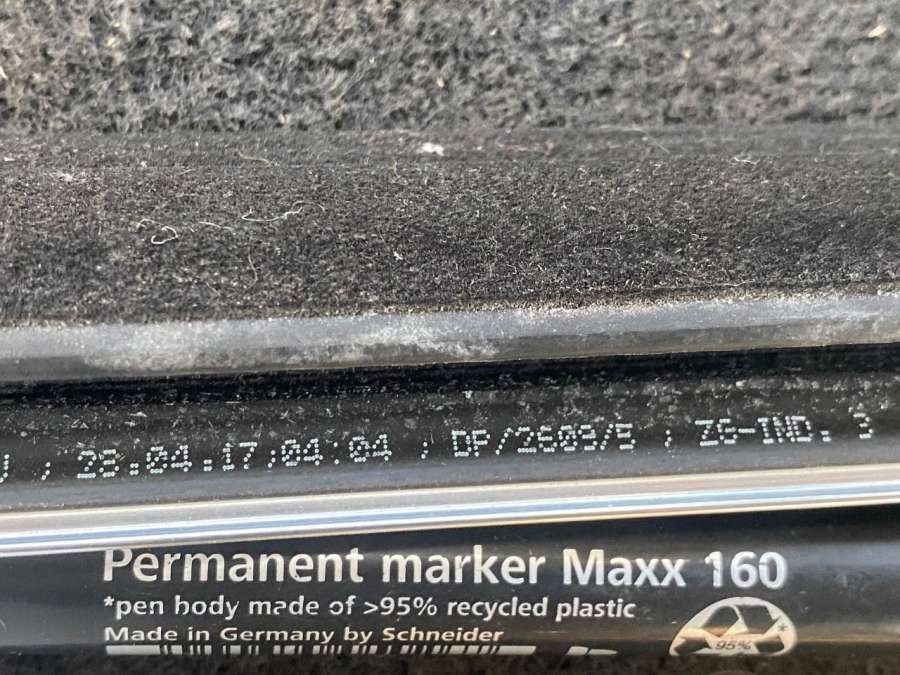 ; 28.04.17;04:04 ; DP/2609/5 ; ZG-IND. 3
Permanent marker Maxx 160
*pen body made of >95% recycled plastic
Made in Germany by Schneider
95%*